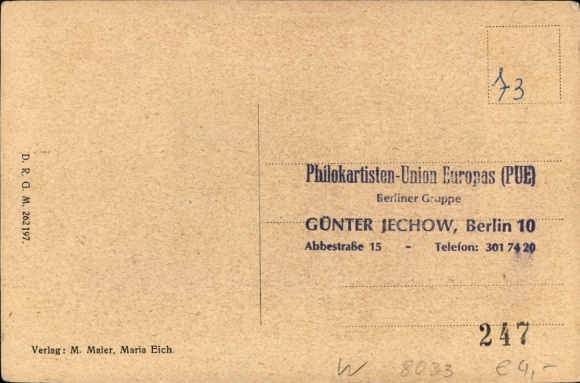 73
D. R. G. M. 262197.
Philokartisten-Union Europas (PUE)
Berliner Gruppe
GÜNTER JECHOW, Berlin 10
Abbestraße 15 - Telefon: 301 74 20
247
Verlag: M. Maier, Maria Eich.
W 8033 €4,-